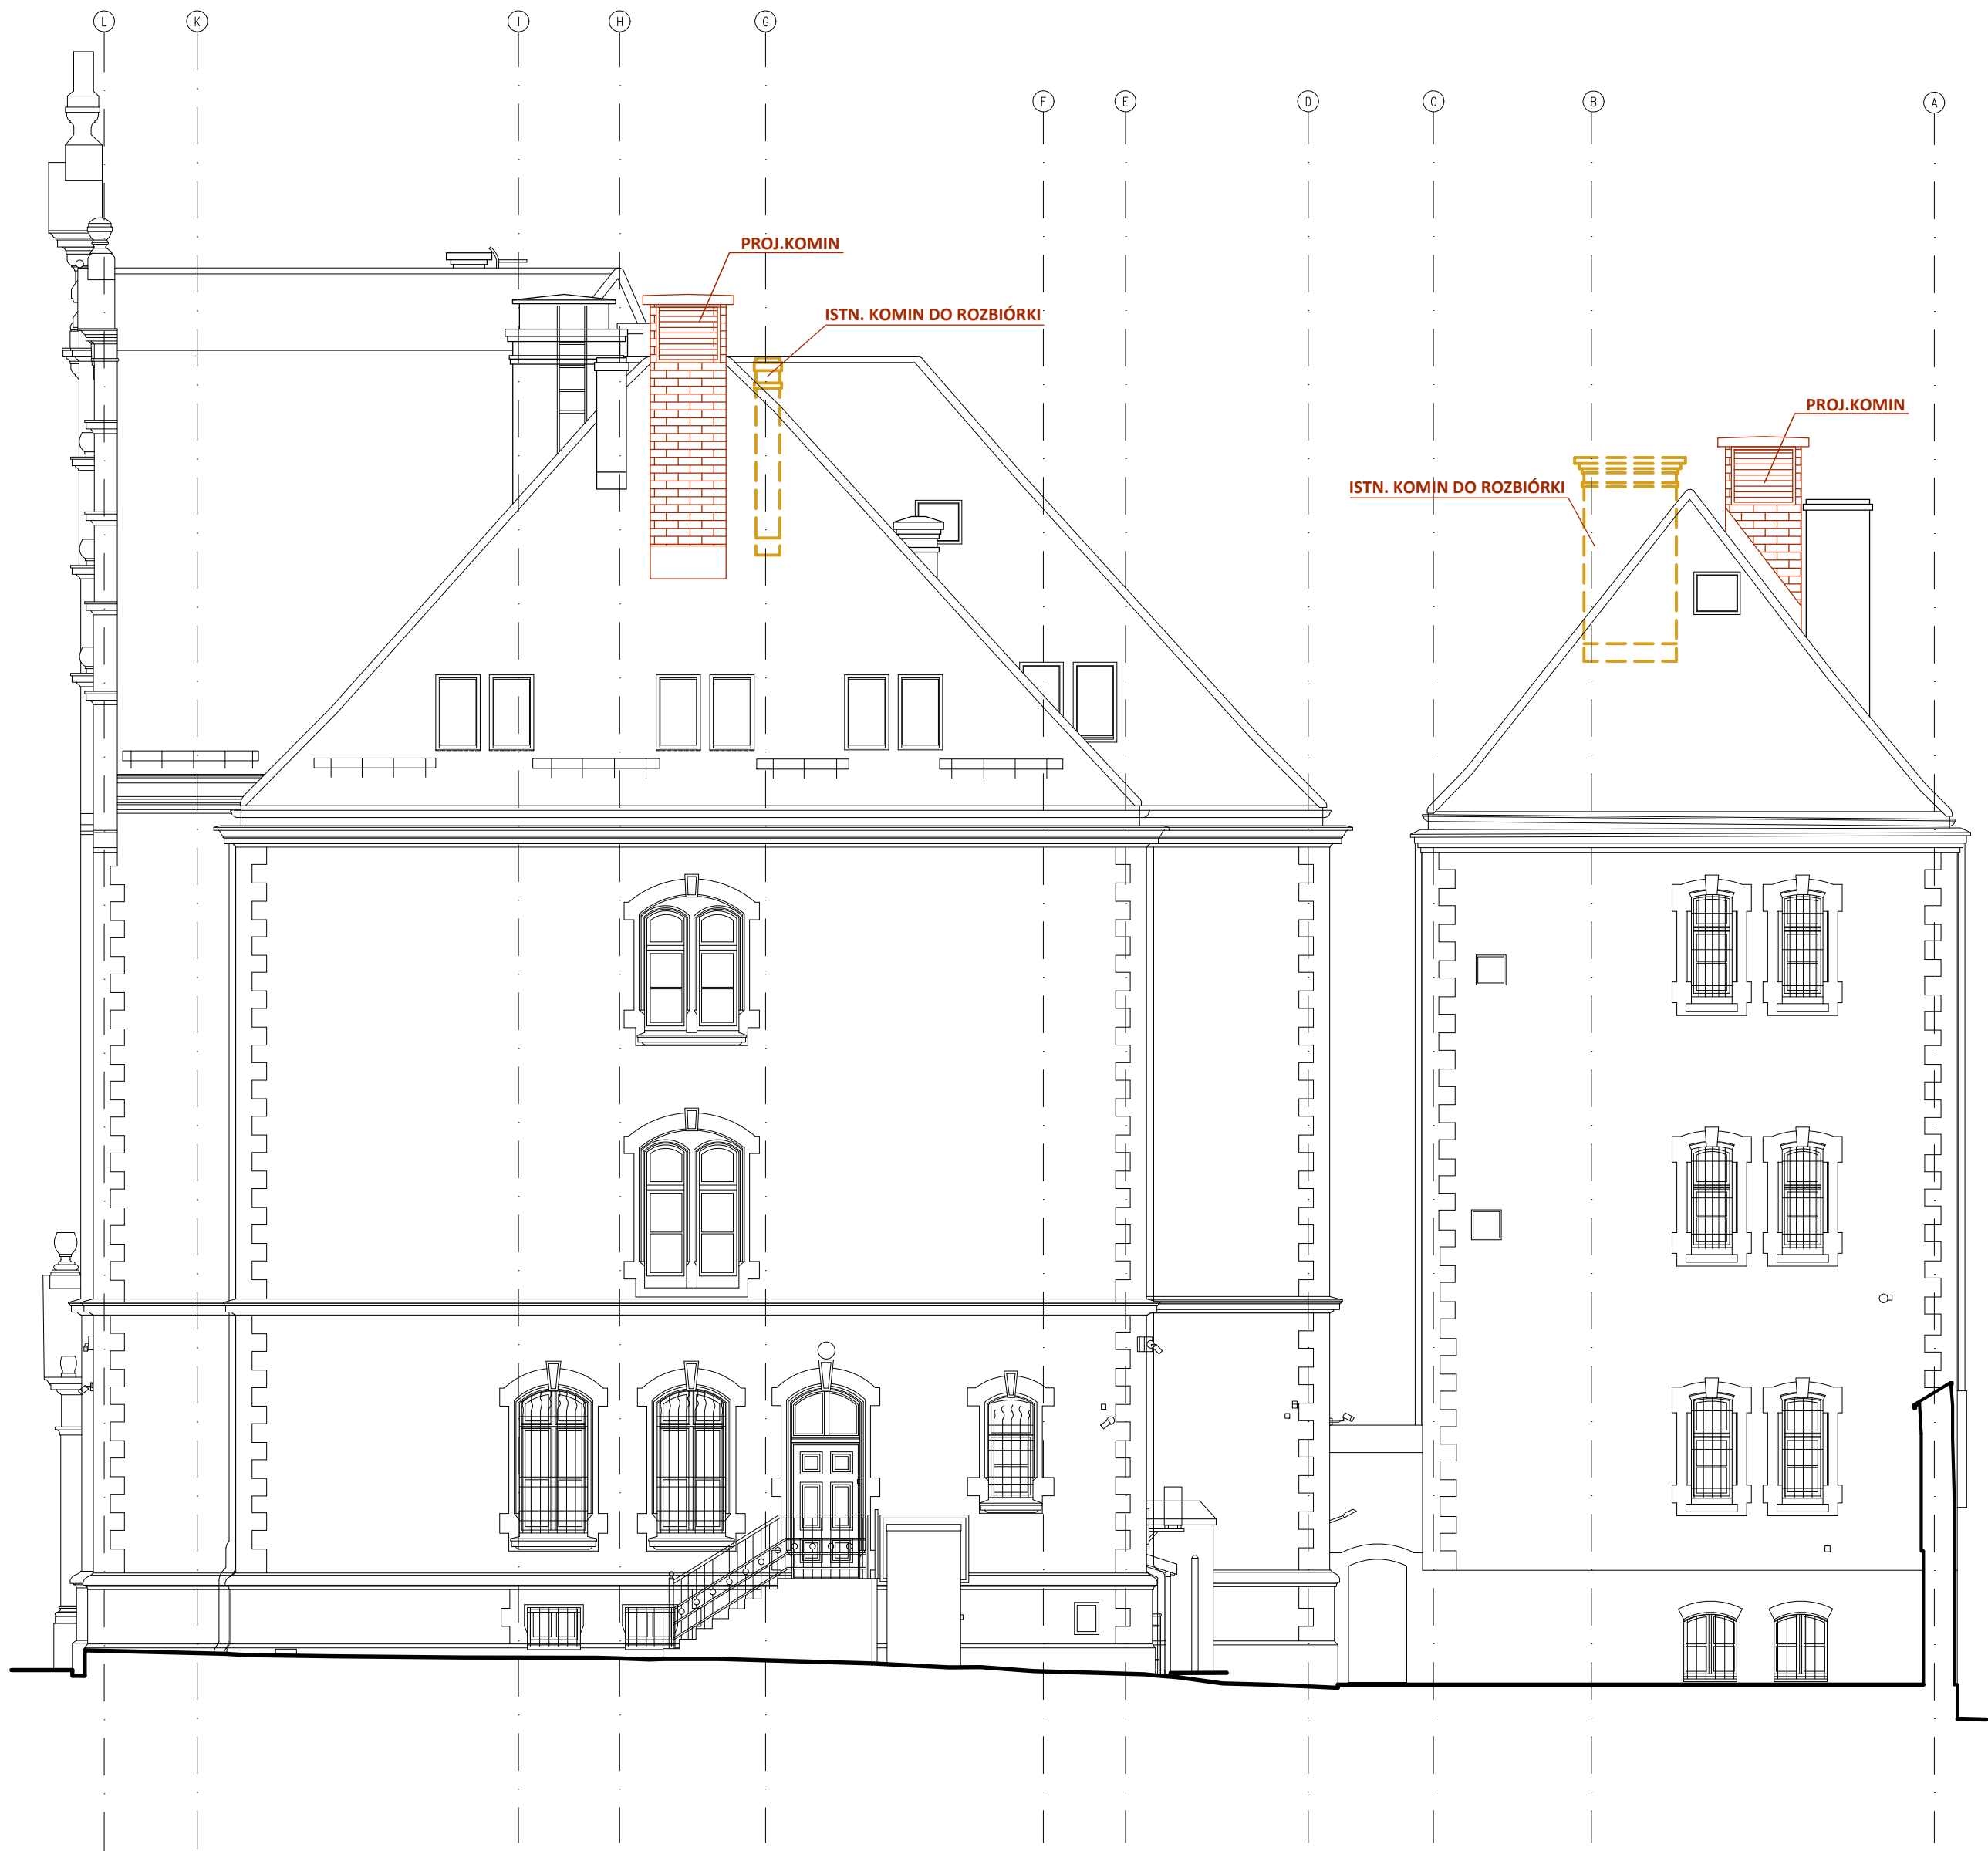 L K I H G
F E D C B A
PROJ.KOMIN
ISTN. KOMIN DO ROZBIÓRKI
PROJ.KOMIN
ISTN. KOMIN DO ROZBIÓRKI